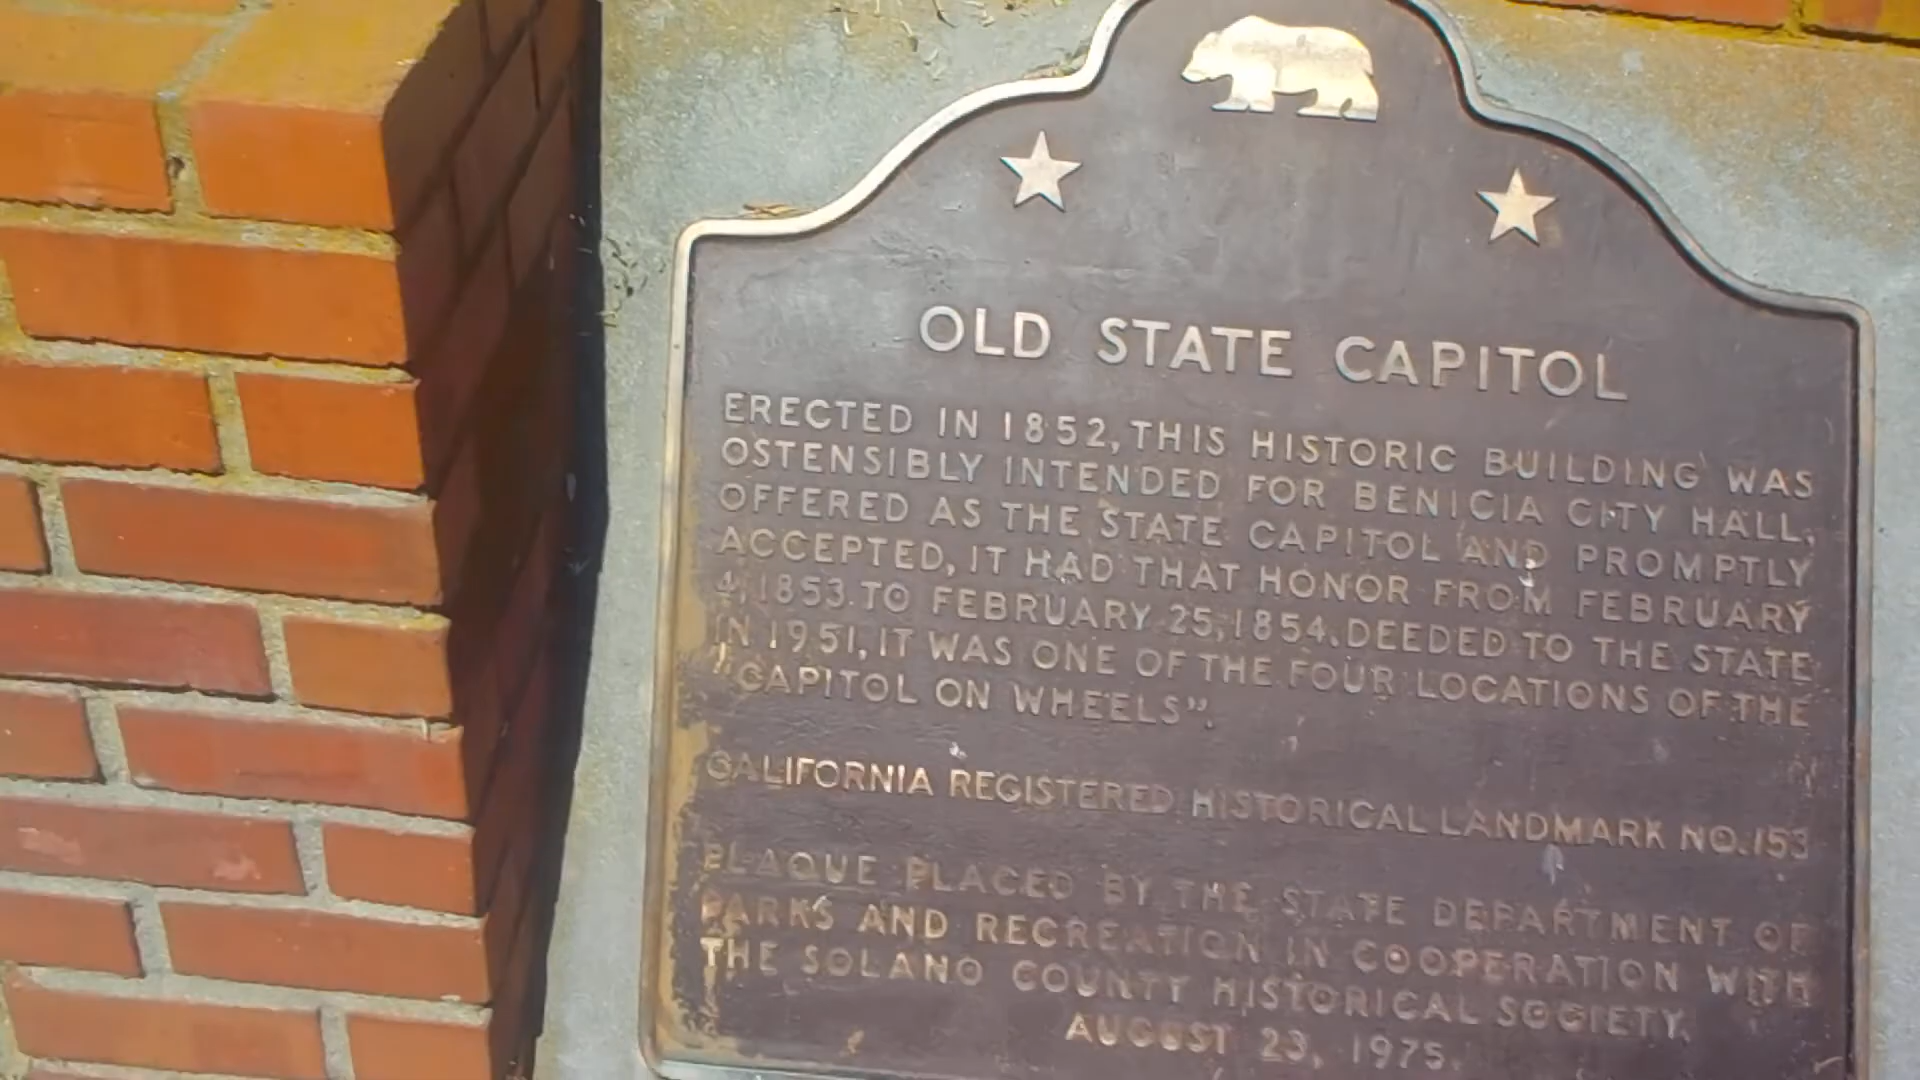 OLD STATE CAPITOL
ERECTED IN 1852, THIS HISTORIC BUILDING WAS
OSTENSIBLY INTENDED FOR BENICIA CITY HALL.
OFFERED AS THE STATE CAPITOL AND PROMPTLY
ACCEPTED, IT HAD THAT HONOR FROM FEBRUARY
4, 1853 TO FEBRUARY 25, 1854. DEEDED TO THE STATE
IN 1951, IT WAS ONE OF THE FOUR LOCATIONS OF THE
"CAPITOL ON WHEELS".
CALIFORNIA REGISTERED HISTORICAL LANDMARK NO. 153
PLAQUE PLACED BY THE STATE DEPARTMENT OF
PARKS AND RECREATION IN COOPERATION WITH
THE SOLANO COUNTY HISTORICAL SOCIETY.
AUGUST 23, 1975.